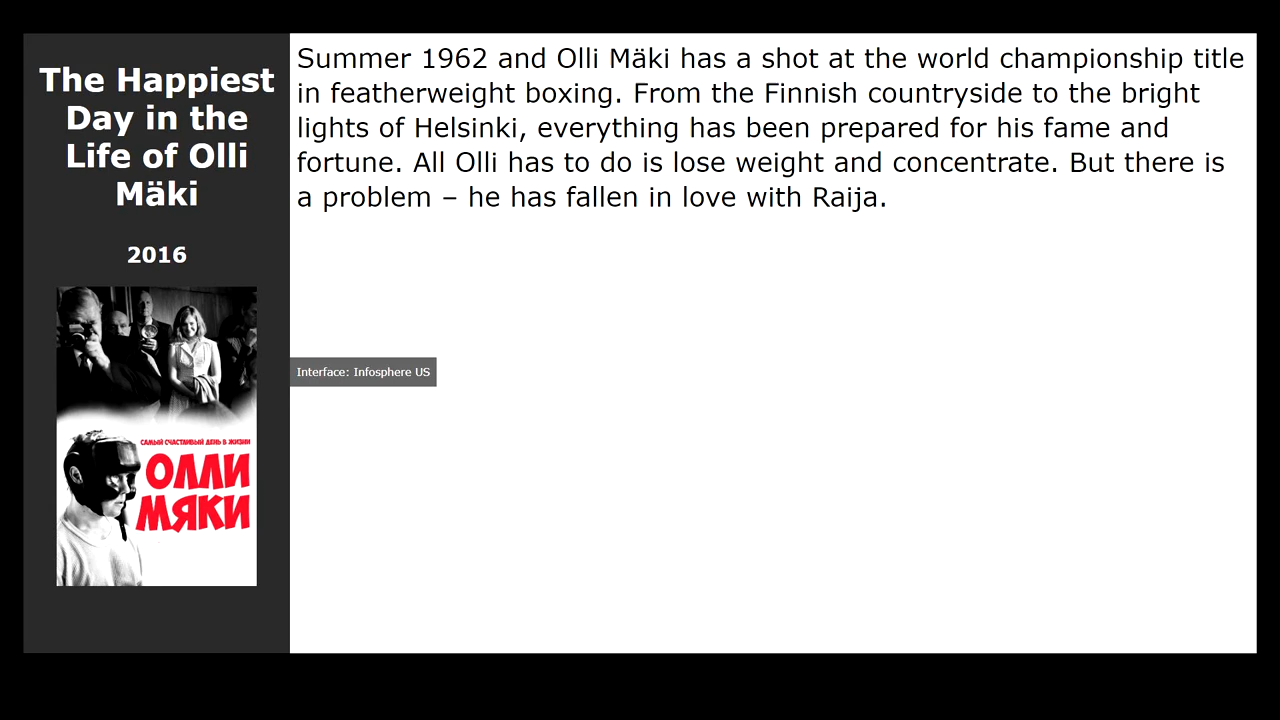 The Happiest
Day in the
Life of Olli
Mäki
2016
САМЫЙ СЧАСТЛИВЫЙ ДЕНЬ В ЖИЗНИ
ОЛЛИ
МЯКИ
Summer 1962 and Olli Mäki has a shot at the world championship title
in featherweight boxing. From the Finnish countryside to the bright
lights of Helsinki, everything has been prepared for his fame and
fortune. All Olli has to do is lose weight and concentrate. But there is
a problem – he has fallen in love with Raija.
Interface: Infosphere US